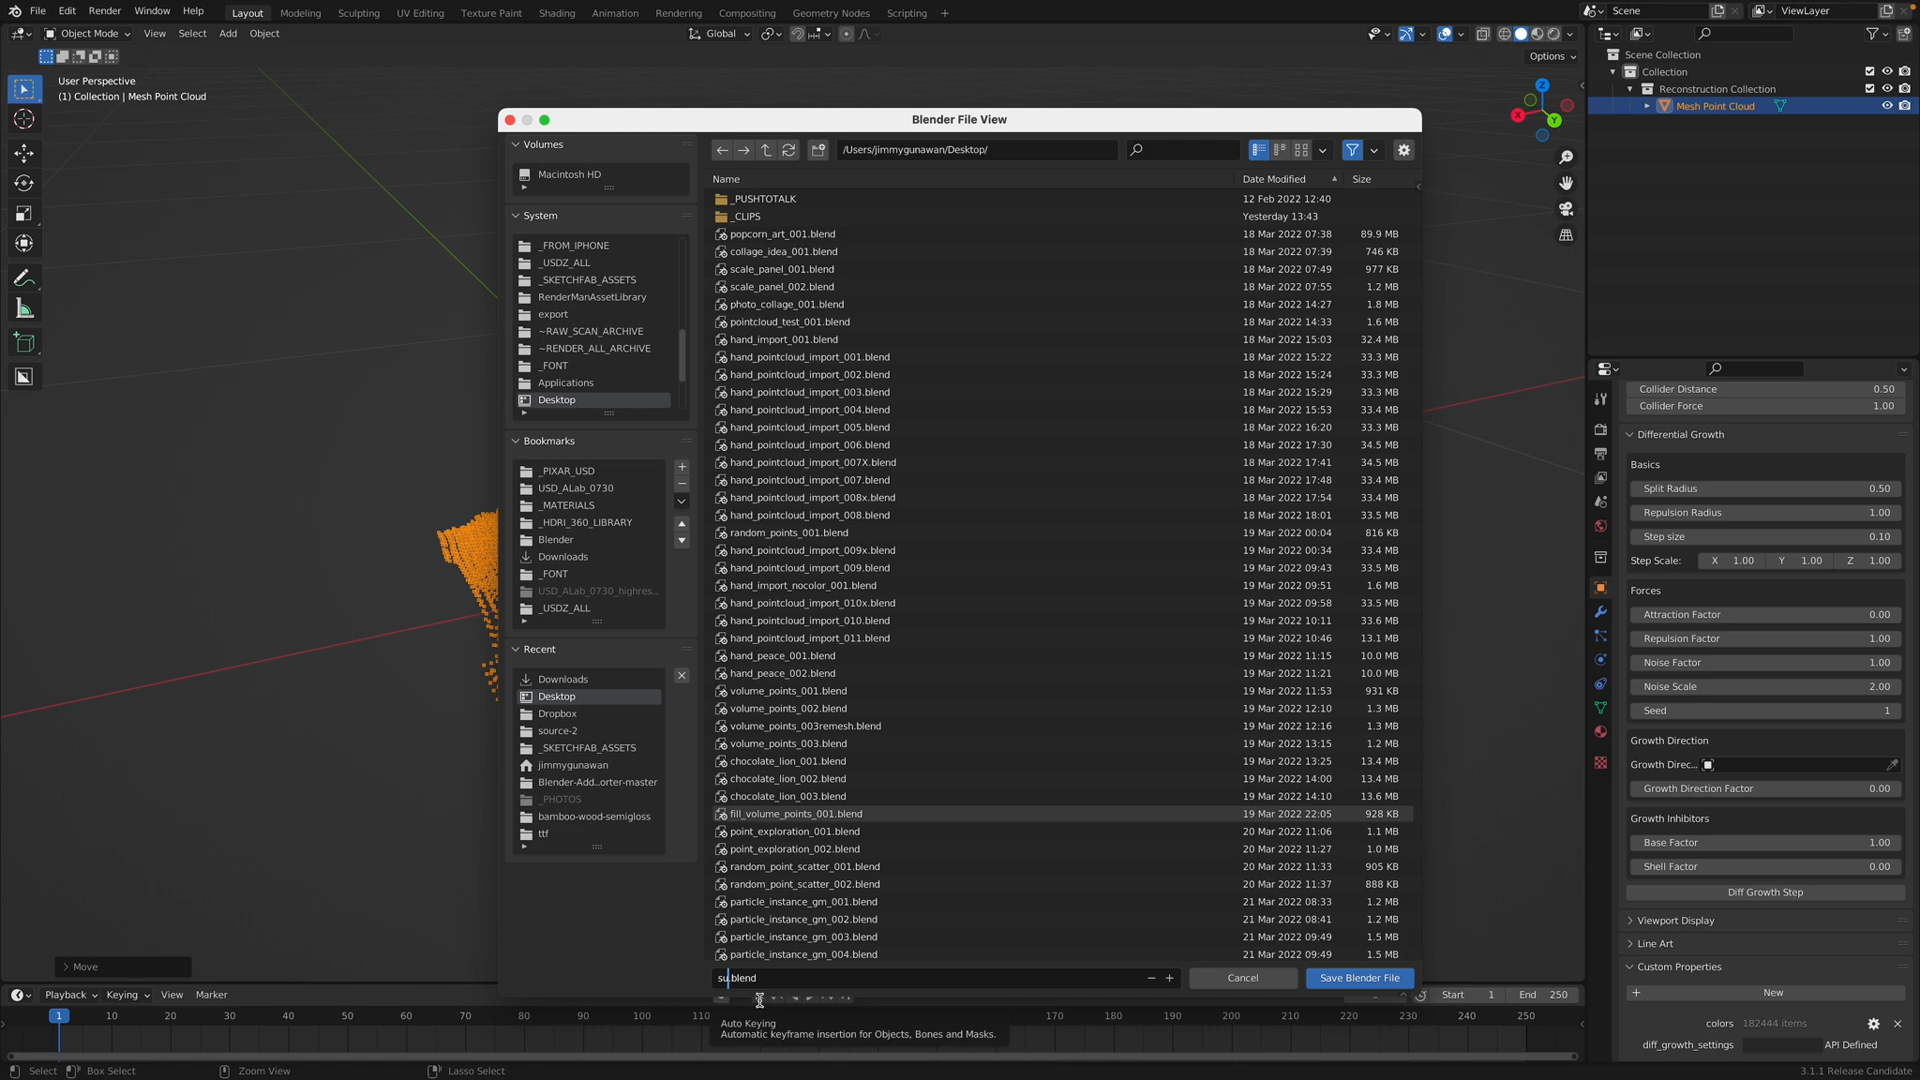 File Edit Render Window Help Layout Modeling Sculpting UV Editing Texture Paint Shading Animation Rendering Compositing Geometry Nodes Scripting + Scene ViewLayer
Object Mode View Select Add Object Global
Options
User Perspective
(1) Collection | Mesh Point Cloud
Scene Collection
Collection
Reconstruction Collection
Mesh Point Cloud
X
Y
Z
Blender File View
Volumes
Macintosh HD
System
_FROM_IPHONE
_USDZ_ALL
_SKETCHFAB_ASSETS
RenderManAssetLibrary
export
~RAW_SCAN_ARCHIVE
~RENDER_ALL_ARCHIVE
_FONT
Applications
Desktop
Bookmarks
_PIXAR_USD
USD_ALab_0730
_MATERIALS
_HDRI_360_LIBRARY
Blender
Downloads
_FONT
USD_ALab_0730_highres...
_USDZ_ALL
Recent
Downloads
Desktop
Dropbox
source-2
_SKETCHFAB_ASSETS
jimmygunawan
Blender-Add...orter-master
_PHOTOS
bamboo-wood-semigloss
ttf
/Users/jimmygunawan/Desktop/
Name Date Modified Size
_PUSHTOTALK 12 Feb 2022 12:40
_CLIPS Yesterday 13:43
popcorn_art_001.blend 18 Mar 2022 07:38 89.9 MB
collage_idea_001.blend 18 Mar 2022 07:39 746 KB
scale_panel_001.blend 18 Mar 2022 07:49 977 KB
scale_panel_002.blend 18 Mar 2022 07:55 1.2 MB
photo_collage_001.blend 18 Mar 2022 14:27 1.8 MB
pointcloud_test_001.blend 18 Mar 2022 14:33 1.6 MB
hand_import_001.blend 18 Mar 2022 15:03 32.4 MB
hand_pointcloud_import_001.blend 18 Mar 2022 15:22 33.3 MB
hand_pointcloud_import_002.blend 18 Mar 2022 15:24 33.3 MB
hand_pointcloud_import_003.blend 18 Mar 2022 15:29 33.3 MB
hand_pointcloud_import_004.blend 18 Mar 2022 15:53 33.4 MB
hand_pointcloud_import_005.blend 18 Mar 2022 16:20 33.3 MB
hand_pointcloud_import_006.blend 18 Mar 2022 17:30 34.5 MB
hand_pointcloud_import_007X.blend 18 Mar 2022 17:41 34.5 MB
hand_pointcloud_import_007.blend 18 Mar 2022 17:48 33.4 MB
hand_pointcloud_import_008x.blend 18 Mar 2022 17:54 33.4 MB
hand_pointcloud_import_008.blend 18 Mar 2022 18:01 33.5 MB
random_points_001.blend 19 Mar 2022 00:04 816 KB
hand_pointcloud_import_009x.blend 19 Mar 2022 00:34 33.4 MB
hand_pointcloud_import_009.blend 19 Mar 2022 09:43 33.5 MB
hand_import_nocolor_001.blend 19 Mar 2022 09:51 1.6 MB
hand_pointcloud_import_010x.blend 19 Mar 2022 09:58 33.5 MB
hand_pointcloud_import_010.blend 19 Mar 2022 10:11 33.6 MB
hand_pointcloud_import_011.blend 19 Mar 2022 10:46 13.1 MB
hand_peace_001.blend 19 Mar 2022 11:15 10.0 MB
hand_peace_002.blend 19 Mar 2022 11:21 10.0 MB
volume_points_001.blend 19 Mar 2022 11:53 931 KB
volume_points_002.blend 19 Mar 2022 12:10 1.3 MB
volume_points_003remesh.blend 19 Mar 2022 12:16 1.3 MB
volume_points_003.blend 19 Mar 2022 13:15 1.2 MB
chocolate_lion_001.blend 19 Mar 2022 13:25 13.4 MB
chocolate_lion_002.blend 19 Mar 2022 14:00 13.4 MB
chocolate_lion_003.blend 19 Mar 2022 14:10 13.6 MB
fill_volume_points_001.blend 19 Mar 2022 22:05 928 KB
point_exploration_001.blend 20 Mar 2022 11:06 1.1 MB
point_exploration_002.blend 20 Mar 2022 11:27 1.0 MB
random_point_scatter_001.blend 20 Mar 2022 11:33 905 KB
random_point_scatter_002.blend 20 Mar 2022 11:37 888 KB
particle_instance_gm_001.blend 21 Mar 2022 08:33 1.2 MB
particle_instance_gm_002.blend 21 Mar 2022 08:41 1.2 MB
particle_instance_gm_003.blend 21 Mar 2022 09:49 1.5 MB
particle_instance_gm_004.blend 21 Mar 2022 09:49 1.5 MB
su.blend − + Cancel Save Blender File
Collider Distance 0.50
Collider Force 1.00
Differential Growth
Basics
Split Radius 0.50
Repulsion Radius 1.00
Step size 0.10
Step Scale: X 1.00 Y 1.00 Z 1.00
Forces
Attraction Factor 0.00
Repulsion Factor 1.00
Noise Factor 1.00
Noise Scale 2.00
Seed 1
Growth Direction
Growth Direc...
Growth Direction Factor 0.00
Growth Inhibitors
Base Factor 1.00
Shell Factor 0.00
Diff Growth Step
Viewport Display
Line Art
Custom Properties
+ New
colors 182444 items
diff_growth_settings API Defined
Move
Playback Keying View Marker Start 1 End 250
1 10 20 30 40 50 60 70 80 90 100 110 170 180 190 200 210 220 230 240 250
Auto Keying
Automatic keyframe insertion for Objects, Bones and Masks.
Select Box Select Zoom View Lasso Select 3.1.1 Release Candidate